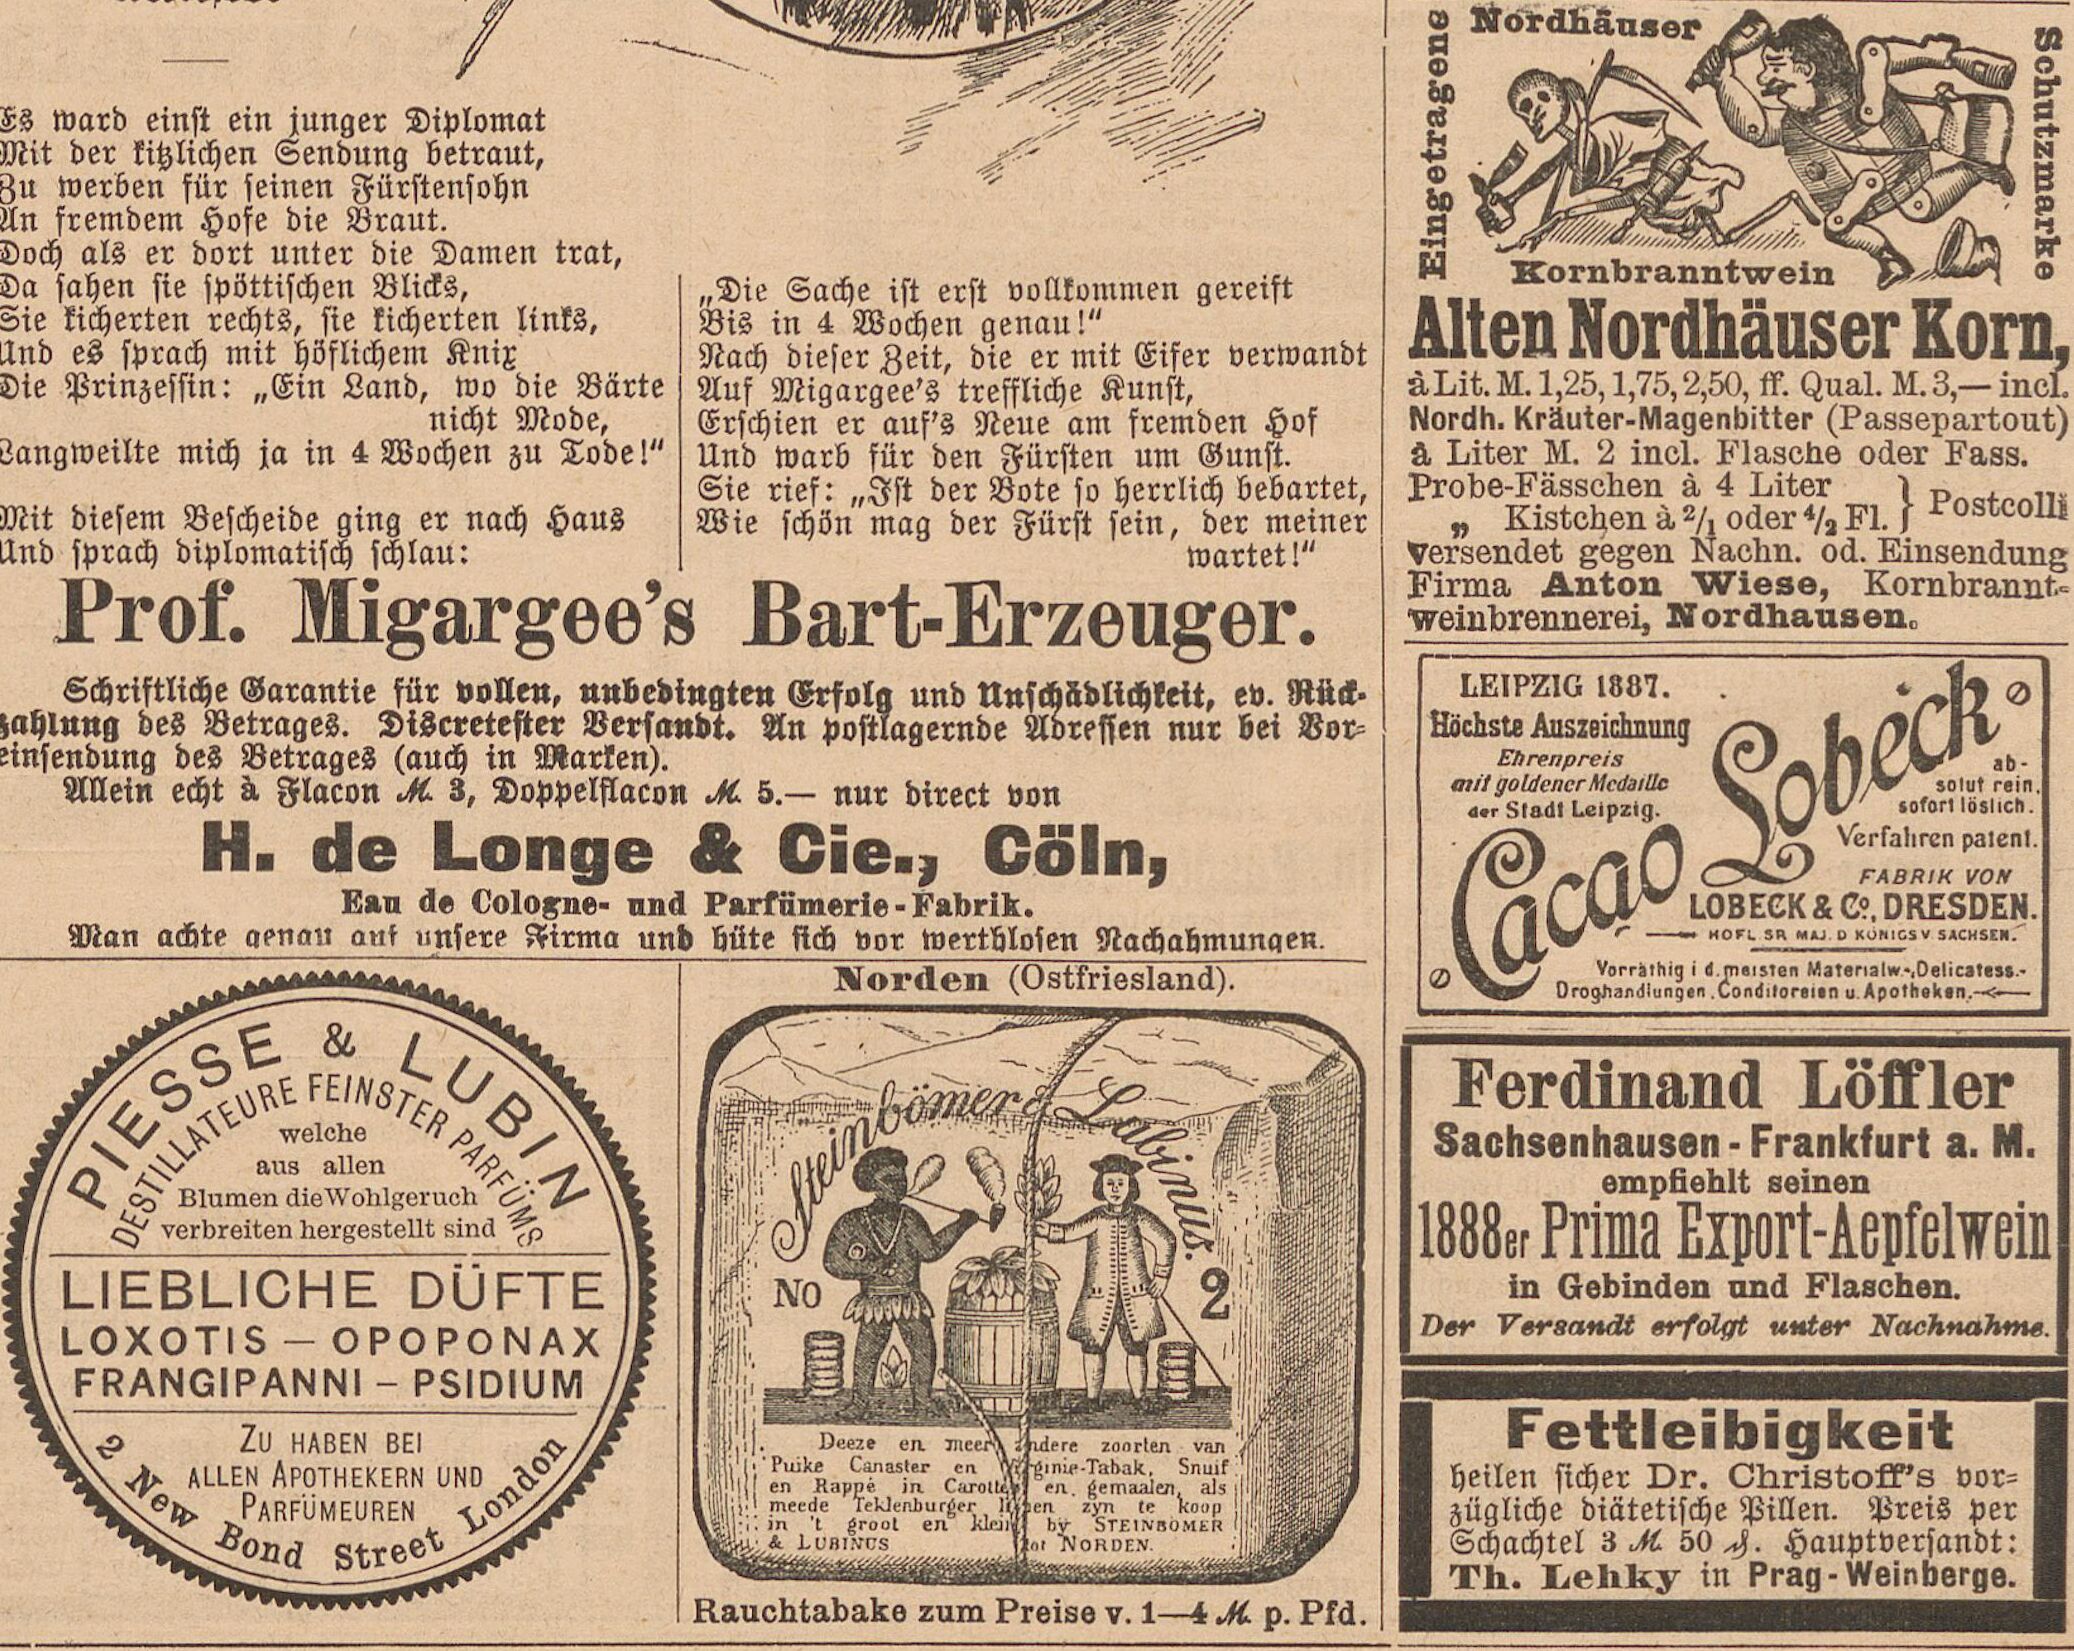 Es ward einst ein junger Diplomat
Mit der kitzlichen Sendung betraut,
Zu werben für seinen Fürstensohn
An fremdem Hofe die Braut.
Doch als er dort unter die Damen trat,
Da sahen sie spöttischen Blicks,
Sie kicherten rechts, sie kicherten links,
Und es sprach mit höflichem Knix
Die Prinzessin: „Ein Land, wo die Bärte
nicht Mode,
Langweilte mich ja in 4 Wochen zu Tode!“
Mit diesem Bescheide ging er nach Haus
Und sprach diplomatisch schlau:
„Die Sache ist erst vollkommen gereift
Bis in 4 Wochen genau!“
Nach dieser Zeit, die er mit Eifer verwandt
Auf Migargee's treffliche Kunst,
Erschien er auf's Neue am fremden Hof
Und warb für den Fürsten um Gunst.
Sie rief: „Ist der Bote so herrlich bebartet,
Wie schön mag der Fürst sein, der meiner
wartet!“
Prof. Migargee's Bart-Erzeuger.
Schriftliche Garantie für vollen, unbedingten Erfolg und Unschädlichkeit, ev. Rück-
zahlung des Betrages. Discretester Versandt. An postlagernde Adressen nur bei Vor-
einsendung des Betrages (auch in Marken).
Allein echt à Flacon M. 3, Doppelflacon M. 5.— nur direct von
H. de Longe & Cie., Cöln,
Eau de Cologne- und Parfümerie-Fabrik.
Man achte genau auf unsere Firma und hüte sich vor werthlosen Nachahmungen.
PIESSE & LUBIN
DESTILLATEURE FEINSTER PARFÜMS
welche
aus allen
Blumen die Wohlgeruch
verbreiten hergestellt sind
LIEBLICHE DÜFTE
LOXOTIS — OPOPONAX
FRANGIPANNI — PSIDIUM
ZU HABEN BEI
ALLEN APOTHEKERN UND
PARFÜMEUREN
2 New Bond Street London
Norden (Ostfriesland).
Steinbömer & Lubinus.
No 2
Deeze en meer andere zoorten van
Puike Canaster en Virginie-Tabak, Snuif
en Rappé in Carotten en gemaalen, als
meede Teklenburger zyn te koop
in 't groot en klein by STEINBÖMER
& LUBINUS tot NORDEN.
Rauchtabake zum Preise v. 1—4 M. p. Pfd.
Eingetragene
Nordhäuser
Schutzmarke
Kornbranntwein
Alten Nordhäuser Korn,
à Lit. M. 1,25, 1,75, 2,50, ff. Qual. M. 3,— incl.
Nordh. Kräuter-Magenbitter (Passepartout)
à Liter M. 2 incl. Flasche oder Fass.
Probe-Fässchen à 4 Liter
„ Kistchen à 2/1 oder 4/2 Fl. } Postcolli
versendet gegen Nachn. od. Einsendung
Firma Anton Wiese, Kornbrannt-
weinbrennerei, Nordhausen.
LEIPZIG 1887.
Höchste Auszeichnung
Ehrenpreis
mit goldener Medaille
der Stadt Leipzig.
Cacao Lobeck
ab-
solut rein.
sofort löslich.
Verfahren patent.
FABRIK VON
LOBECK & Co., DRESDEN.
HOFL. SR. MAJ. D. KÖNIGS V. SACHSEN.
Vorräthig i d. meisten Materialw.-, Delicatess.-
Droghandlungen, Conditoreien u. Apotheken.
Ferdinand Löffler
Sachsenhausen - Frankfurt a. M.
empfiehlt seinen
1888er Prima Export-Aepfelwein
in Gebinden und Flaschen.
Der Versandt erfolgt unter Nachnahme.
Fettleibigkeit
heilen sicher Dr. Christoff's vor-
zügliche diätetische Pillen. Preis per
Schachtel 3 M. 50 ₰. Hauptversandt:
Th. Lehky in Prag-Weinberge.